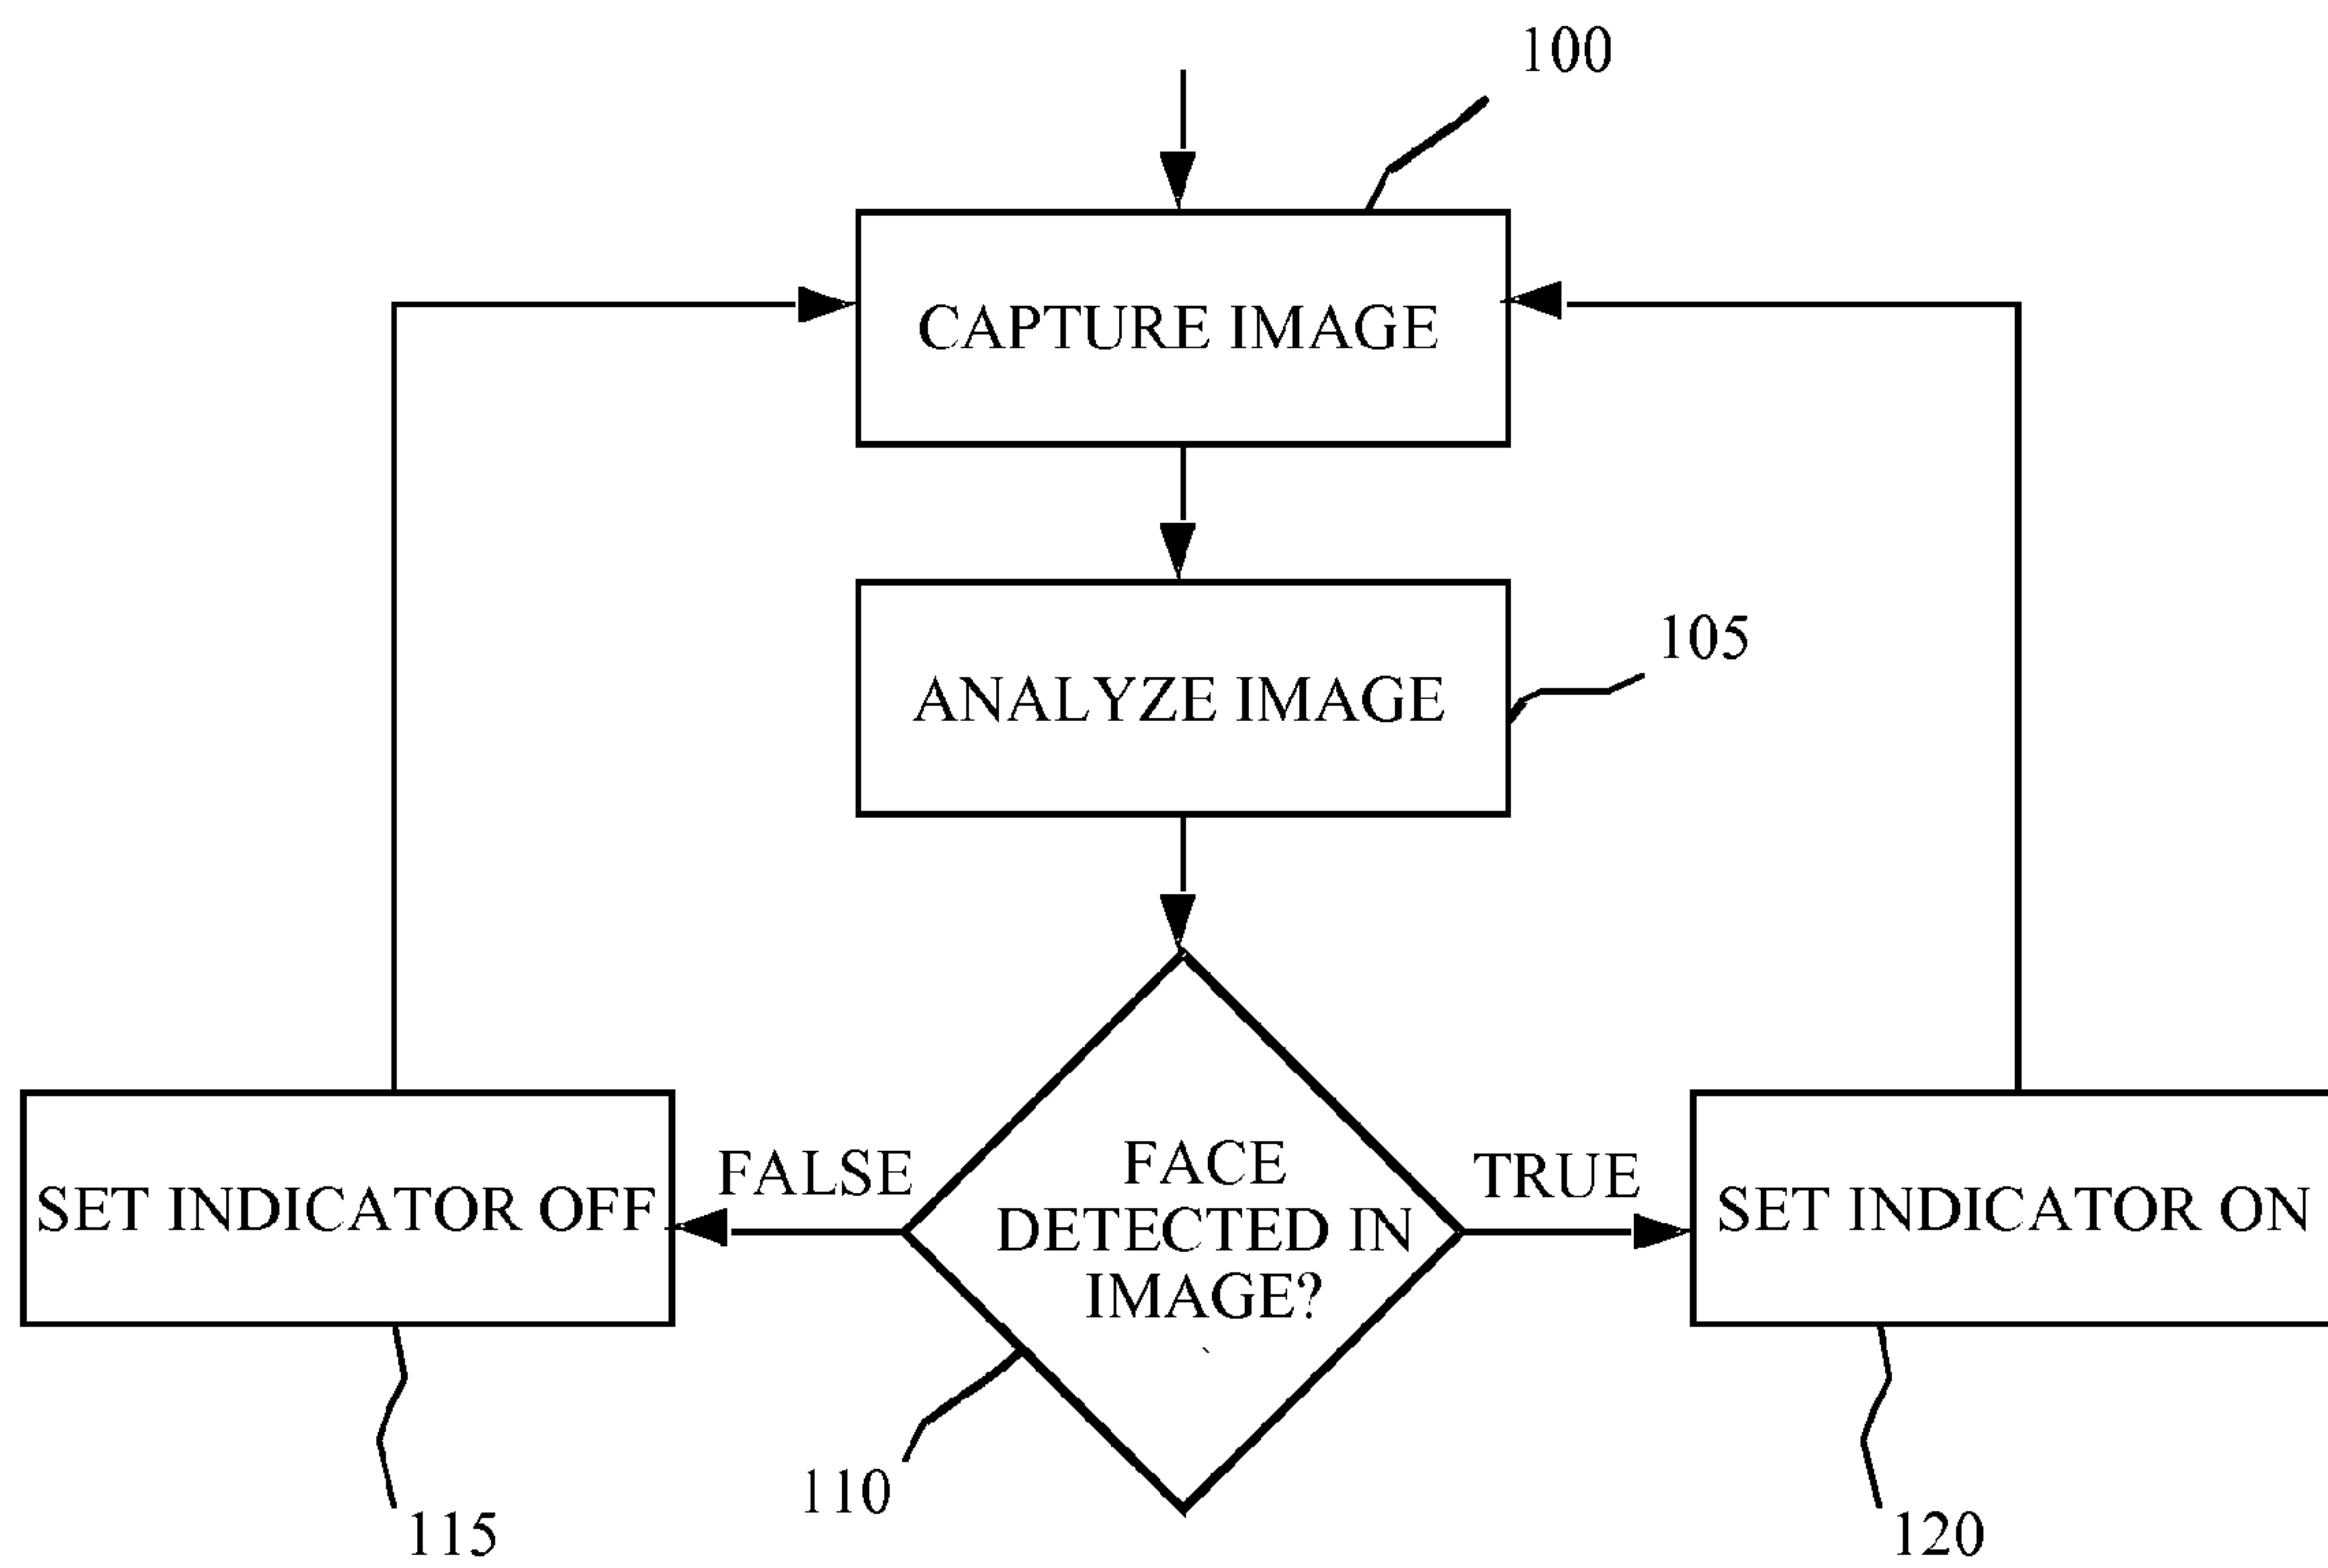 100
CAPTURE IMAGE
105
ANALYZE IMAGE
FALSE
FACE
DETECTED IN
IMAGE?
TRUE
SET INDICATOR OFF
SET INDICATOR ON
110
115
120